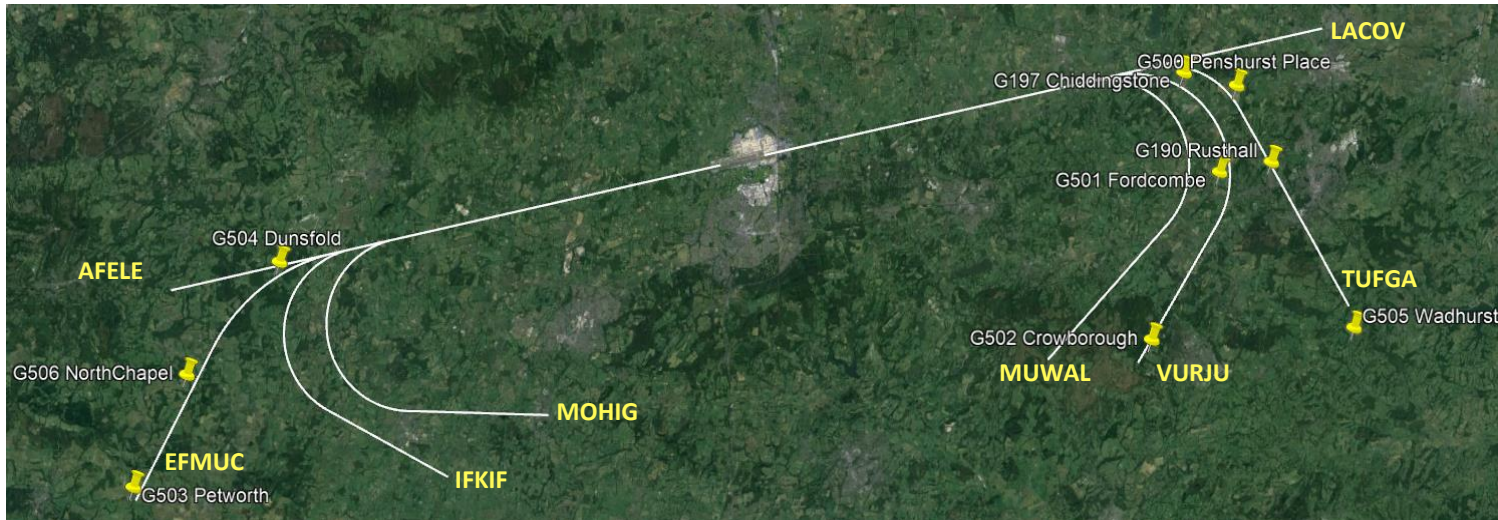 LACOV
G500 Penshurst Place
G197 Chiddingstone
G190 Rusthall
G501 Fordcombe
G504 Dunsfold
AFELE
TUFGA
G505 Wadhurst
G502 Crowborough
G506 NorthChapel
MUWAL
VURJU
MOHIG
EFMUC
IFKIF
G503 Petworth